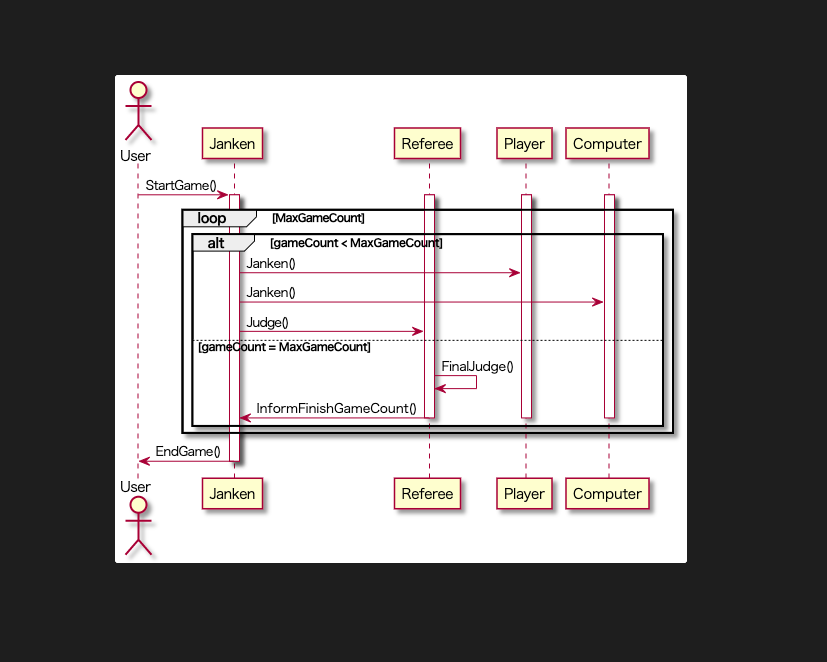 User
Janken
Referee
Player
Computer
StartGame()
loop
[MaxGameCount]
alt
[gameCount < MaxGameCount]
Janken()
Janken()
Judge()
[gameCount = MaxGameCount]
FinalJudge()
InformFinishGameCount()
EndGame()
User
Janken
Referee
Player
Computer